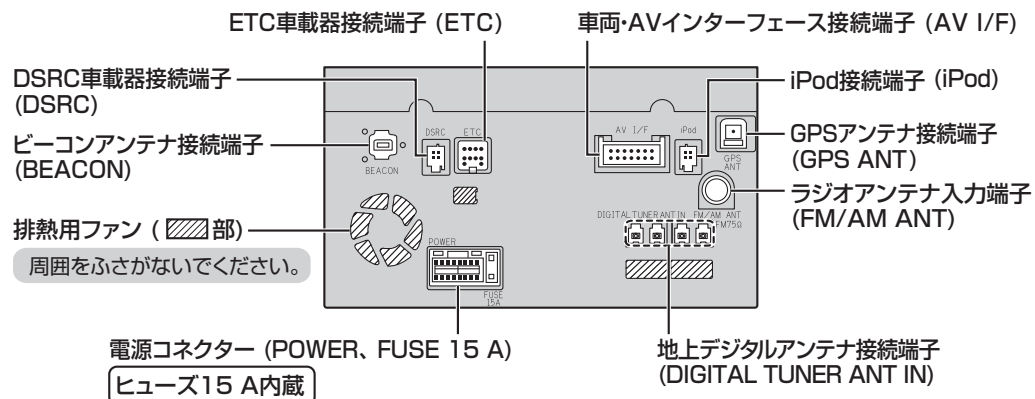 ETC車載器接続端子 (ETC)
車両・AVインターフェース接続端子 (AV I/F)
DSRC車載器接続端子
(DSRC)
iPod接続端子 (iPod)
ビーコンアンテナ接続端子
(BEACON)
GPSアンテナ接続端子
(GPS ANT)
ラジオアンテナ入力端子
(FM/AM ANT)
排熱用ファン ( 部)
周囲をふさがないでください。
DSRC ETC
AV I/F iPod
BEACON
GPS
ANT
DIGITAL TUNER ANT IN FM/AM ANT
FM75Ω
POWER
FUSE
15A
電源コネクター (POWER、FUSE 15 A)
ヒューズ15 A内蔵
地上デジタルアンテナ接続端子
(DIGITAL TUNER ANT IN)